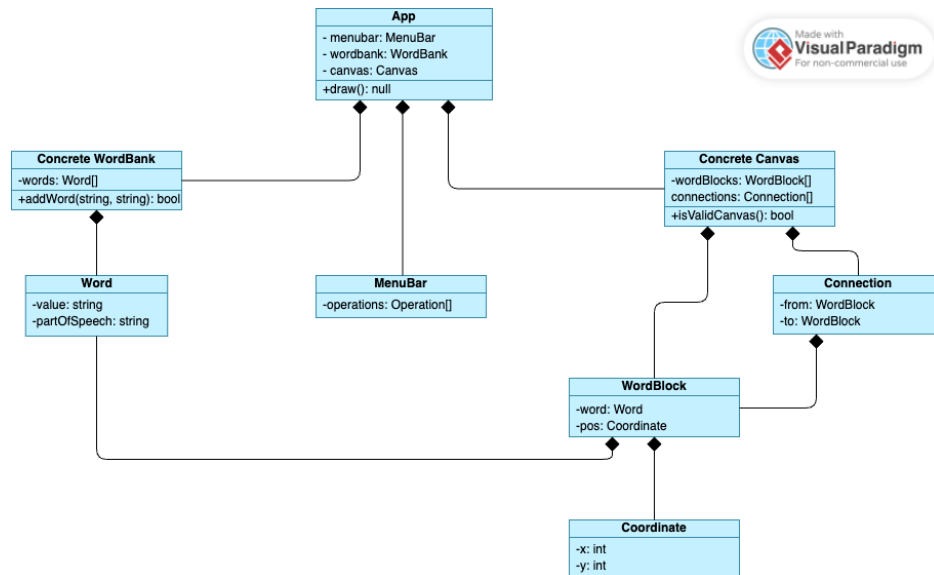 App
- menubar: MenuBar
- wordbank: WordBank
- canvas: Canvas
+draw(): null
Made with
Visual Paradigm
For non-commercial use
Concrete WordBank
-words: Word[]
+addWord(string, string): bool
Concrete Canvas
-wordBlocks: WordBlock[]
connections: Connection[]
+isValidCanvas(): bool
Word
-value: string
-partOfSpeech: string
MenuBar
-operations: Operation[]
Connection
-from: WordBlock
-to: WordBlock
WordBlock
-word: Word
-pos: Coordinate
Coordinate
-x: int
-y: int